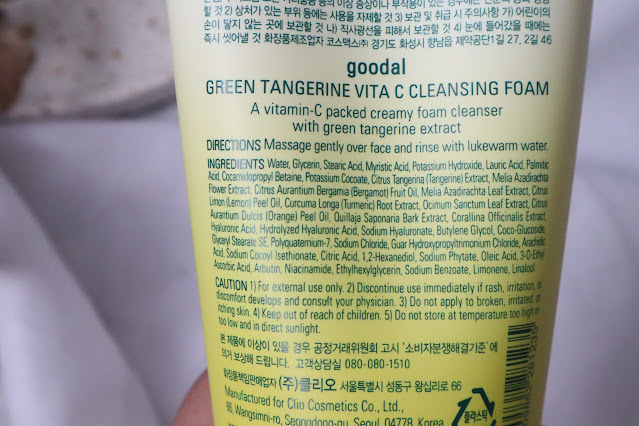 할 것 2) 상처가 있는 부위 등에는 사용을 자제할 것 3) 보관 및 취급 시 주의사항 가) 어린이의
손이 닿지 않는 곳에 보관할 것 나) 직사광선을 피해서 보관할 것 4) 눈에 들어갔을 때에는
즉시 씻어낼 것 화장품제조업자 코스맥스㈜ 경기도 화성시 향남읍 제약공단1길 27, 2길 46
goodal
GREEN TANGERINE VITA C CLEANSING FOAM
A vitamin-C packed creamy foam cleanser
with green tangerine extract
DIRECTIONS Massage gently over face and rinse with lukewarm water.
INGREDIENTS Water, Glycerin, Stearic Acid, Myristic Acid, Potassium Hydroxide, Lauric Acid, Palmitic
Acid, Cocamidopropyl Betaine, Potassium Cocoate, Citrus Tangerina (Tangerine) Extract, Melia Azadirachta
Flower Extract, Citrus Aurantium Bergamia (Bergamot) Fruit Oil, Melia Azadirachta Leaf Extract, Citrus
Limon (Lemon) Peel Oil, Curcuma Longa (Turmeric) Root Extract, Ocimum Sanctum Leaf Extract, Citrus
Aurantium Dulcis (Orange) Peel Oil, Quillaja Saponaria Bark Extract, Corallina Officinalis Extract,
Hyaluronic Acid, Hydrolyzed Hyaluronic Acid, Sodium Hyaluronate, Butylene Glycol, Coco-Glucoside,
Glyceryl Stearate SE, Polyquaternium-7, Sodium Chloride, Guar Hydroxypropyltrimonium Chloride, Arachidic
Acid, Sodium Cocoyl Isethionate, Citric Acid, 1,2-Hexanediol, Sodium Phytate, Oleic Acid, 3-O-Ethyl
Ascorbic Acid, Arbutin, Niacinamide, Ethylhexylglycerin, Sodium Benzoate, Limonene, Linalool
CAUTION 1) For external use only. 2) Discontinue use immediately if rash, irritation, or
discomfort develops and consult your physician. 3) Do not apply to broken, irritated, or
itching skin. 4) Keep out of reach of children. 5) Do not store at temperature too high or
too low and in direct sunlight.
본 제품에 이상이 있을 경우 공정거래위원회 고시 '소비자분쟁해결기준'에
의거 보상해 드립니다. 고객상담실 080-080-1510
화장품책임판매업자 (주)클리오 서울특별시 성동구 왕십리로 66
Manufactured for Clio Cosmetics Co., Ltd.
66, Wangsimni-ro, Seongdong-gu, Seoul, 04778, Korea
플라스틱